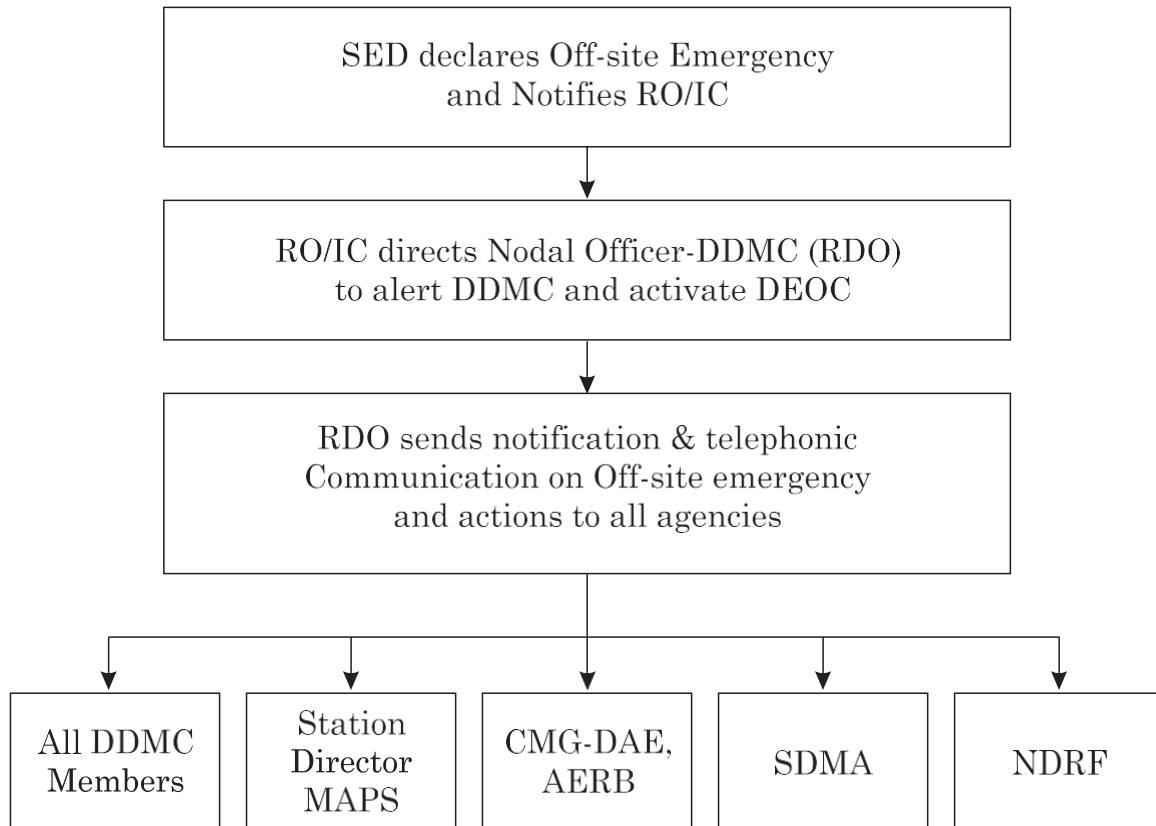 SED declares Off-site Emergency
and Notifies RO/IC
RO/IC directs Nodal Officer-DDMC (RDO)
to alert DDMC and activate DEOC
RDO sends notification & telephonic
Communication on Off-site emergency
and actions to all agencies
All DDMC
Members
Station
Director
MAPS
CMG-DAE,
AERB
SDMA
NDRF